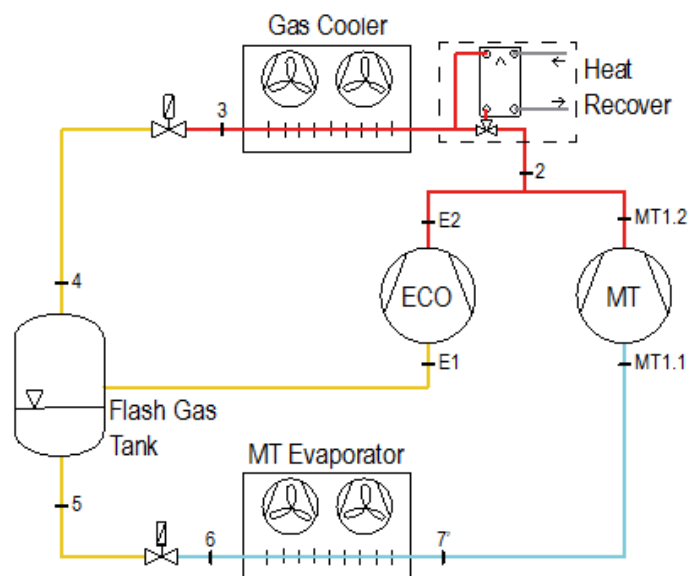 Gas Cooler
Heat
Recover
3
2
E2
MT1.2
4
ECO
MT
E1
MT1.1
Flash Gas
Tank
MT Evaporator
5
6
7'